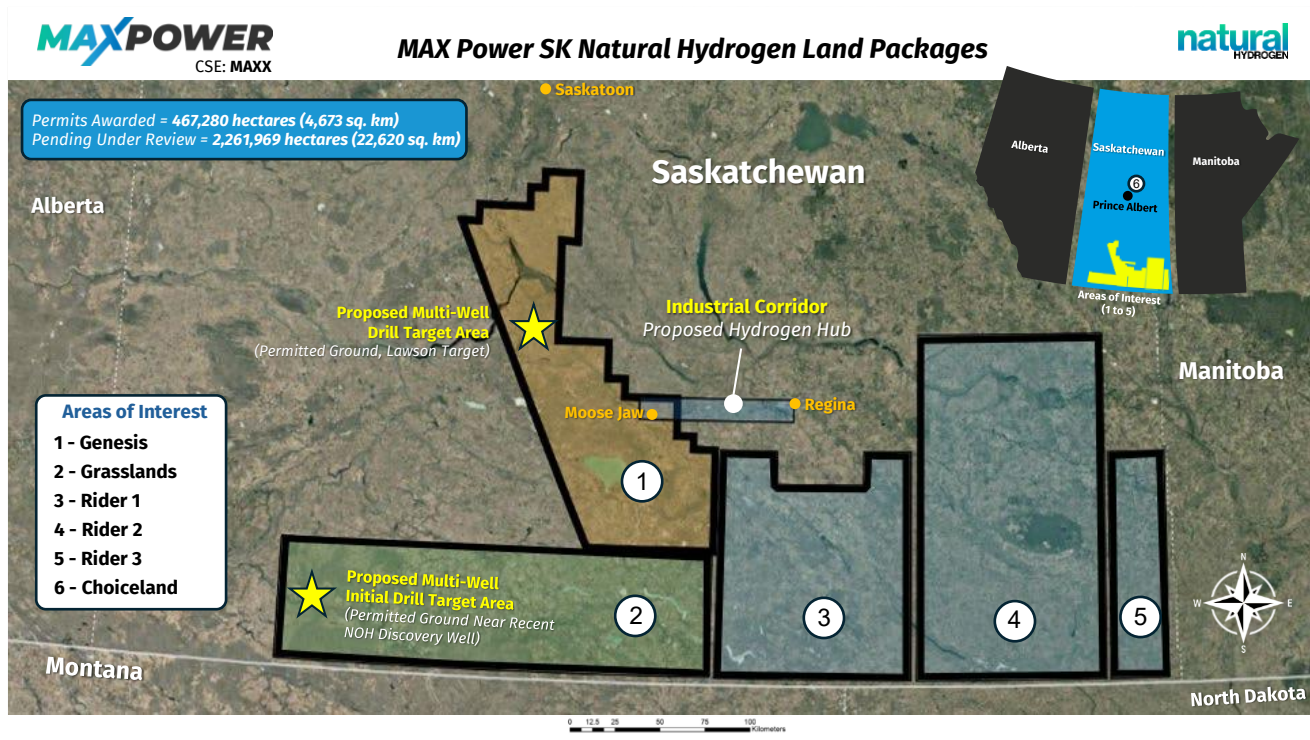 MAXPOWER
CSE: MAXX
MAX Power SK Natural Hydrogen Land Packages
natural
HYDROGEN
Saskatoon
Permits Awarded = 467,280 hectares (4,673 sq. km)
Pending Under Review = 2,261,969 hectares (22,620 sq. km)
Alberta
Saskatchewan
Manitoba
6
Prince Albert
Areas of Interest
(1 to 5)
Saskatchewan
Alberta
Proposed Multi-Well
Drill Target Area
(Permitted Ground, Lawson Target)
Industrial Corridor
Proposed Hydrogen Hub
Manitoba
Moose Jaw
Regina
Areas of Interest
1 - Genesis
2 - Grasslands
3 - Rider 1
4 - Rider 2
5 - Rider 3
6 - Choiceland
1
Proposed Multi-Well
Initial Drill Target Area
(Permitted Ground Near Recent
NOH Discovery Well)
2
3
4
5
N
W
E
S
Montana
North Dakota
0 12.5 25 50 75 100
Kilometers